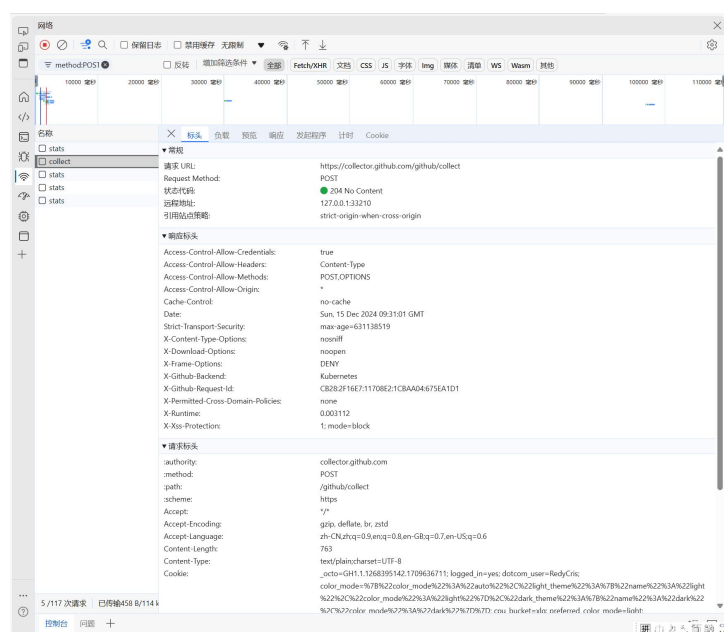 网络
保留日志 禁用缓存 无限制
method:POST 反转 增加筛选条件 全部 Fetch/XHR 文档 CSS JS 字体 Img 媒体 清单 WS Wasm 其他
10000 毫秒 20000 毫秒 30000 毫秒 40000 毫秒 50000 毫秒 60000 毫秒 70000 毫秒 80000 毫秒 90000 毫秒 100000 毫秒 110000 毫秒
名称 标头 负载 预览 响应 发起程序 计时 Cookie
stats
collect
stats
stats
stats
常规
请求 URL: https://collector.github.com/github/collect
Request Method: POST
状态代码: 204 No Content
远程地址: 127.0.0.1:33210
引用站点策略: strict-origin-when-cross-origin
响应标头
Access-Control-Allow-Credentials: true
Access-Control-Allow-Headers: Content-Type
Access-Control-Allow-Methods: POST,OPTIONS
Access-Control-Allow-Origin: *
Cache-Control: no-cache
Date: Sun, 15 Dec 2024 09:31:01 GMT
Strict-Transport-Security: max-age=631138519
X-Content-Type-Options: nosniff
X-Download-Options: noopen
X-Frame-Options: DENY
X-Github-Backend: Kubernetes
X-Github-Request-Id: CB28:2F16E7:11708E2:1CBAA04:675EA1D1
X-Permitted-Cross-Domain-Policies: none
X-Runtime: 0.003112
X-Xss-Protection: 1; mode=block
请求标头
:authority: collector.github.com
:method: POST
:path: /github/collect
:scheme: https
Accept: */*
Accept-Encoding: gzip, deflate, br, zstd
Accept-Language: zh-CN,zh;q=0.9,en;q=0.8,en-GB;q=0.7,en-US;q=0.6
Content-Length: 763
Content-Type: text/plain;charset=UTF-8
Cookie: _octo=GH1.1.1268395142.1709636711; logged_in=yes; dotcom_user=RedyCris;
color_mode=%7B%22color_mode%22%3A%22auto%22%2C%22light_theme%22%3A%7B%22name%22%3A%22light
%22%2C%22color_mode%22%3A%22light%22%7D%2C%22dark_theme%22%3A%7B%22name%22%3A%22dark%22
%2C%22color_mode%22%3A%22dark%22%7D%7D; cpu_bucket=xlg; preferred_color_mode=light;
5 /117 次请求 已传输458 B/114 k
控制台 问题
拼